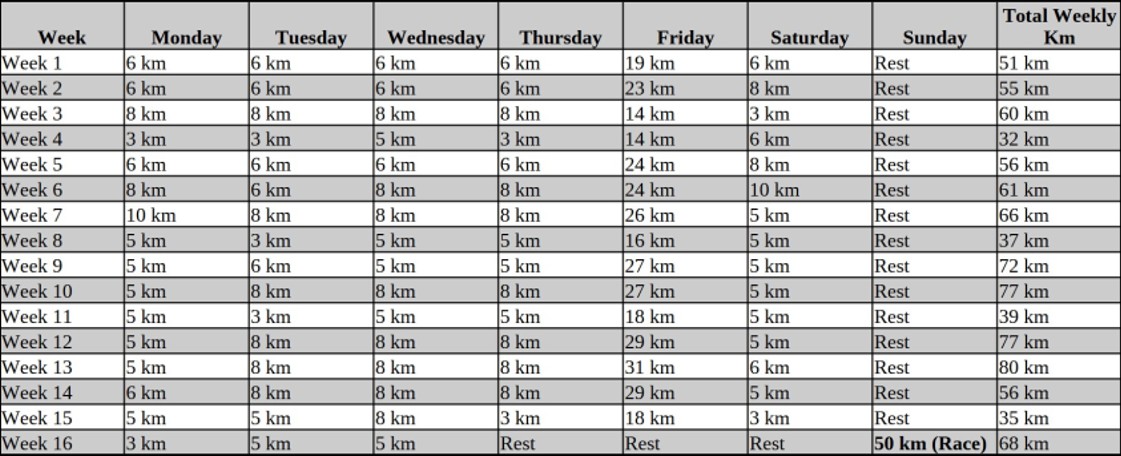 Week Monday Tuesday Wednesday Thursday Friday Saturday Sunday Total Weekly Km
Week 1 6 km 6 km 6 km 6 km 19 km 6 km Rest 51 km
Week 2 6 km 6 km 6 km 6 km 23 km 8 km Rest 55 km
Week 3 8 km 8 km 8 km 8 km 14 km 3 km Rest 60 km
Week 4 3 km 3 km 5 km 3 km 14 km 6 km Rest 32 km
Week 5 6 km 6 km 6 km 6 km 24 km 8 km Rest 56 km
Week 6 8 km 6 km 8 km 8 km 24 km 10 km Rest 61 km
Week 7 10 km 8 km 8 km 8 km 26 km 5 km Rest 66 km
Week 8 5 km 3 km 5 km 5 km 16 km 5 km Rest 37 km
Week 9 5 km 6 km 5 km 5 km 27 km 5 km Rest 72 km
Week 10 5 km 8 km 8 km 8 km 27 km 5 km Rest 77 km
Week 11 5 km 3 km 5 km 5 km 18 km 5 km Rest 39 km
Week 12 5 km 8 km 8 km 8 km 29 km 5 km Rest 77 km
Week 13 5 km 8 km 8 km 8 km 31 km 6 km Rest 80 km
Week 14 6 km 8 km 8 km 8 km 29 km 5 km Rest 56 km
Week 15 5 km 5 km 8 km 3 km 18 km 3 km Rest 35 km
Week 16 3 km 5 km 5 km Rest Rest Rest 50 km (Race) 68 km